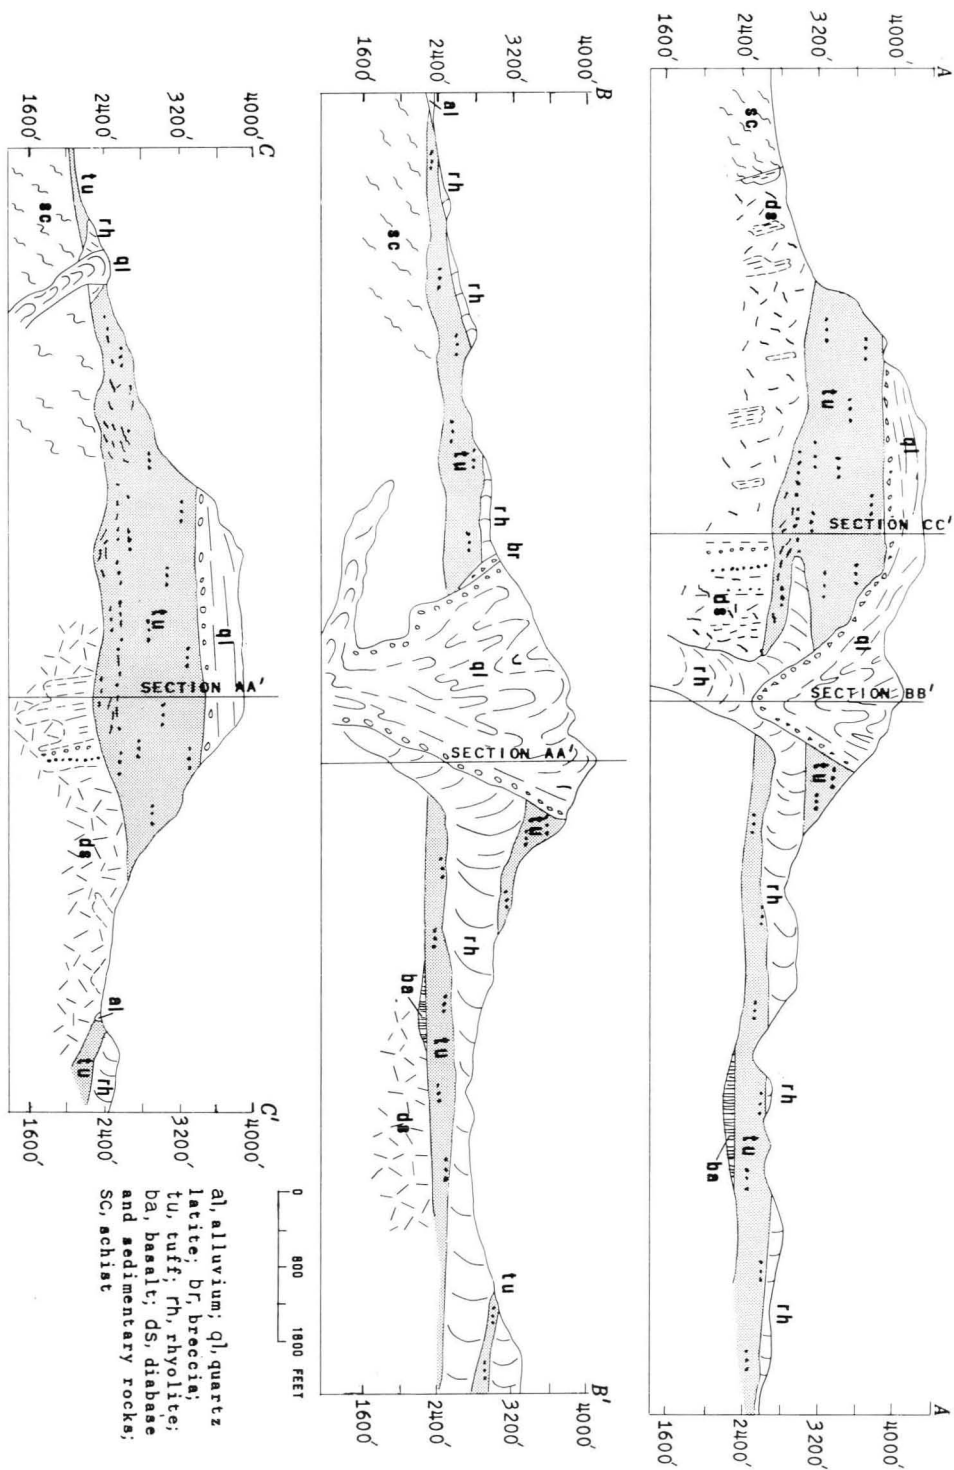 A
4000'
3200'
2400'
1600'
sc
ds
tu
ql
SECTION CC'
ds
rh
ql
SECTION BB'
tu
rh
tu
rh
ba
rh
A
4000'
3200'
2400'
1600'
B
4000'
3200'
2400'
1600'
al
rh
sc
rh
tu
rh
br
ql
SECTION AA'
tu
rh
ba
tu
ds
tu
B'
4000'
3200'
2400'
1600'
C
4000'
3200'
2400'
1600'
tu
rh
ql
sc
tu
ql
SECTION AA'
ds
al
tu
rh
C'
4000'
3200'
2400'
1600'
0 800 1800 FEET
al, alluvium; ql, quartz
latite; br, breccia;
tu, tuff; rh, rhyolite;
ba, basalt; ds, diabase
and sedimentary rocks;
sc, schist